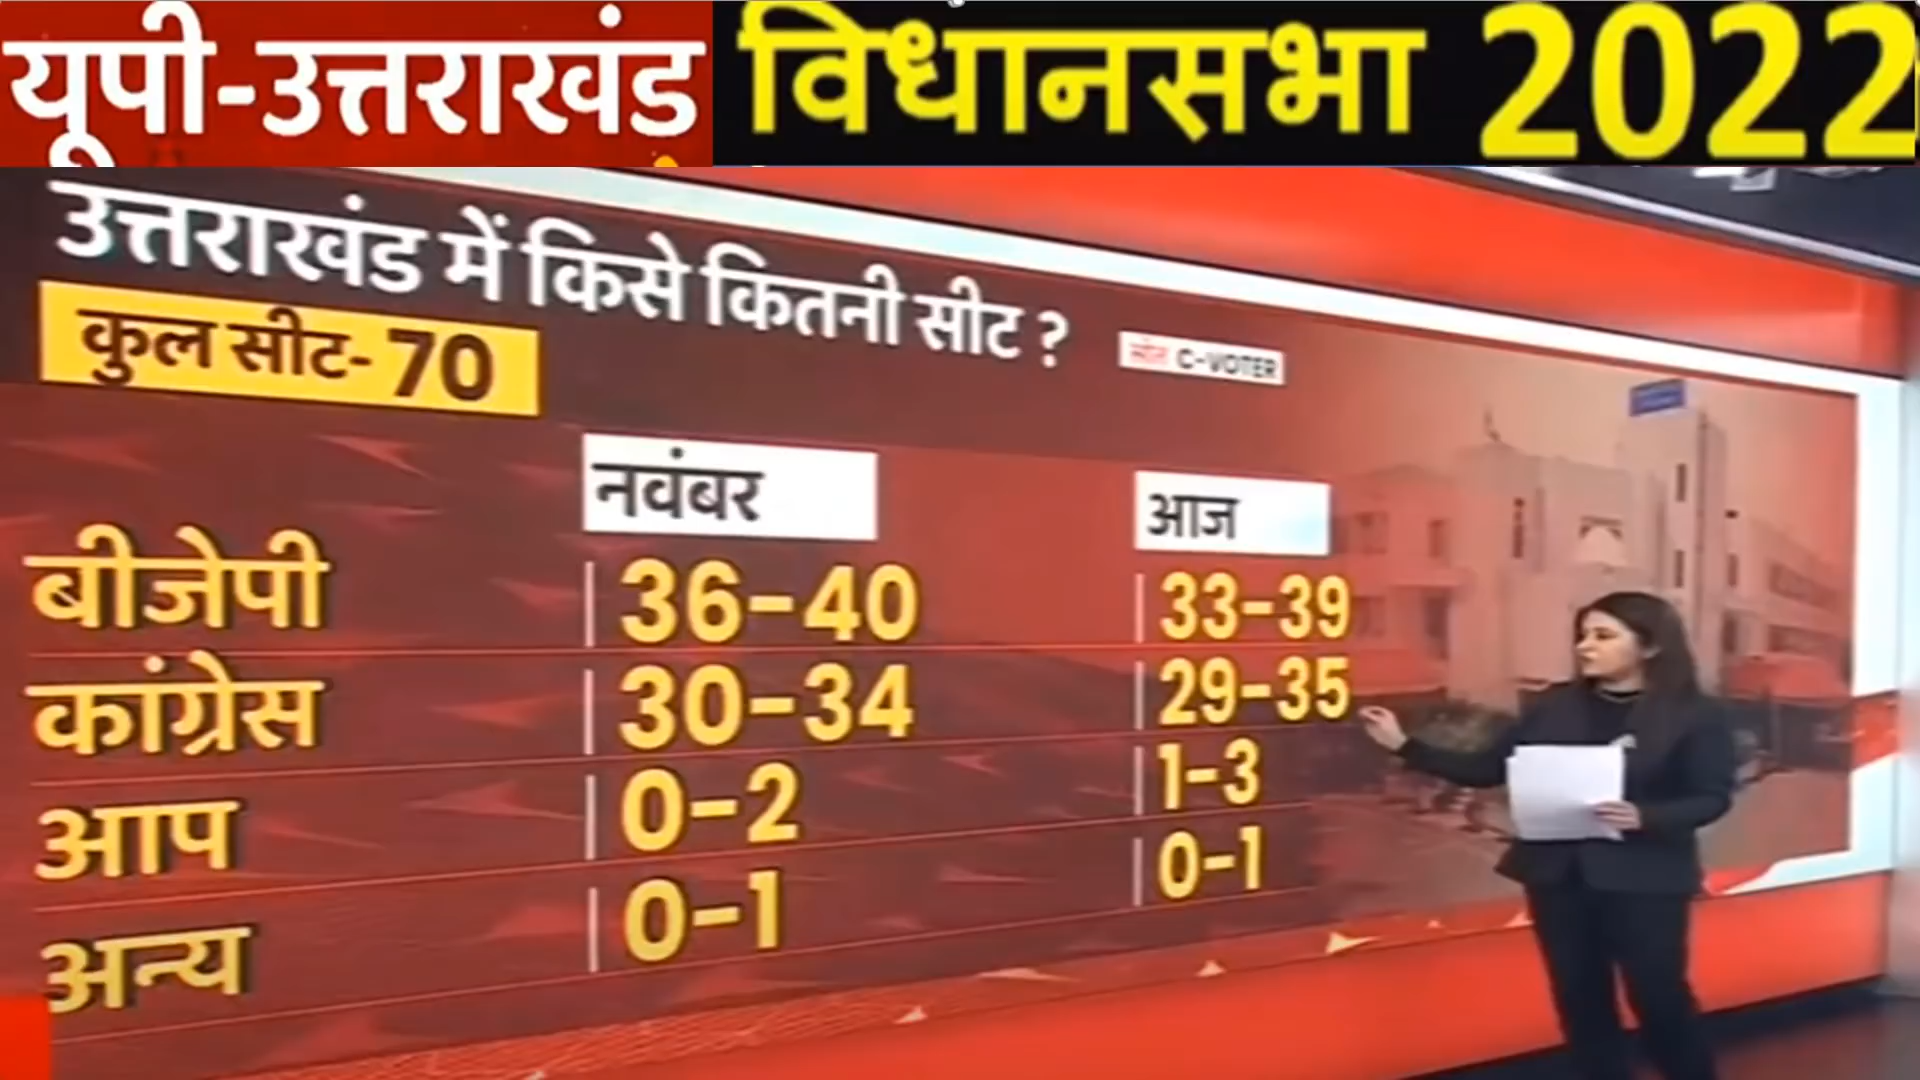 यूपी-उत्तराखंड विधानसभा 2022
उत्तराखंड में किसे कितनी सीट ?
कुल सीट- 70
स्रोत C-VOTER
नवंबर आज
बीजेपी 36-40 33-39
कांग्रेस 30-34 29-35
आप 0-2 1-3
अन्य 0-1 0-1